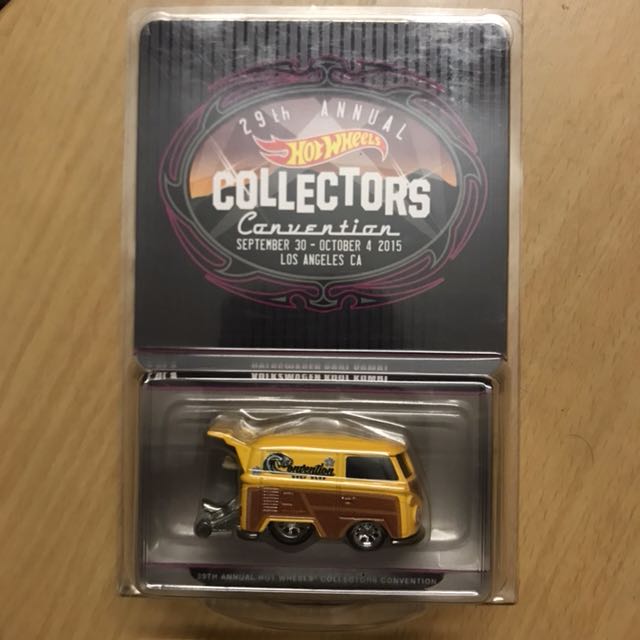 29th ANNUAL
HOT WHEELS
COLLECTORS
Convention
SEPTEMBER 30 - OCTOBER 4 2015
LOS ANGELES CA
VOLKSWAGEN DRAG KOMBI
Convention
29TH ANNUAL HOT WHEELS® COLLECTORS CONVENTION